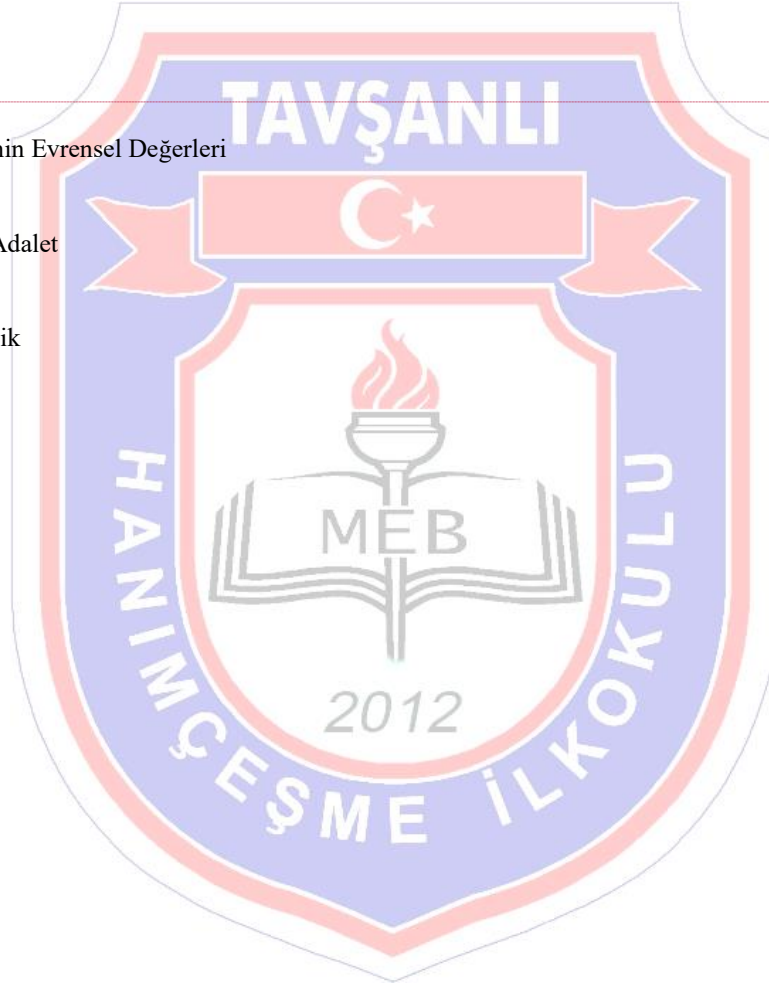 TAVŞANLI
nin Evrensel Değerleri
Adalet
ik
MEB
2012
HANIMÇEŞME İLKOKULU